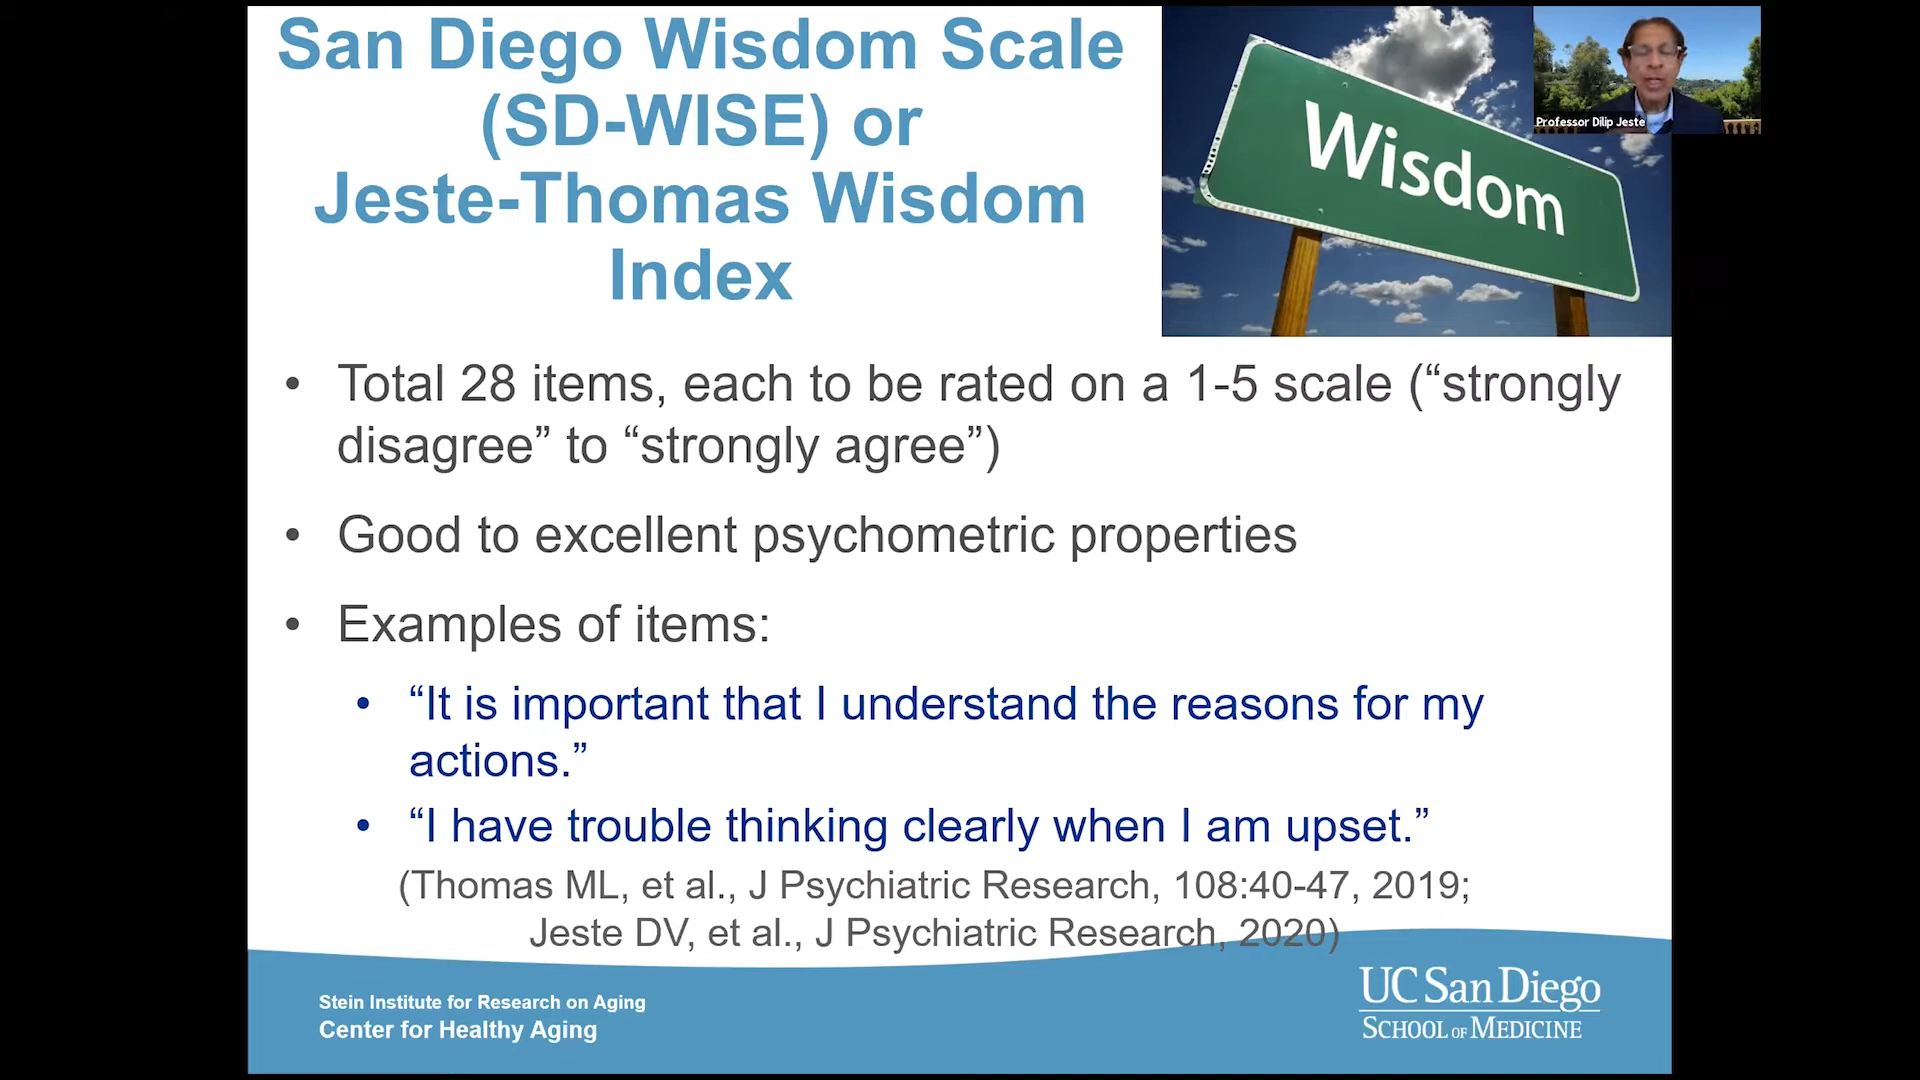 San Diego Wisdom Scale
(SD-WISE) or
Jeste-Thomas Wisdom
Index
Wisdom
Professor Dilip Jeste
• Total 28 items, each to be rated on a 1-5 scale (“strongly
disagree” to “strongly agree”)
• Good to excellent psychometric properties
• Examples of items:
• “It is important that I understand the reasons for my
actions.”
• “I have trouble thinking clearly when I am upset.”
(Thomas ML, et al., J Psychiatric Research, 108:40-47, 2019;
Jeste DV, et al., J Psychiatric Research, 2020)
Stein Institute for Research on Aging
Center for Healthy Aging
UC San Diego
SCHOOL OF MEDICINE